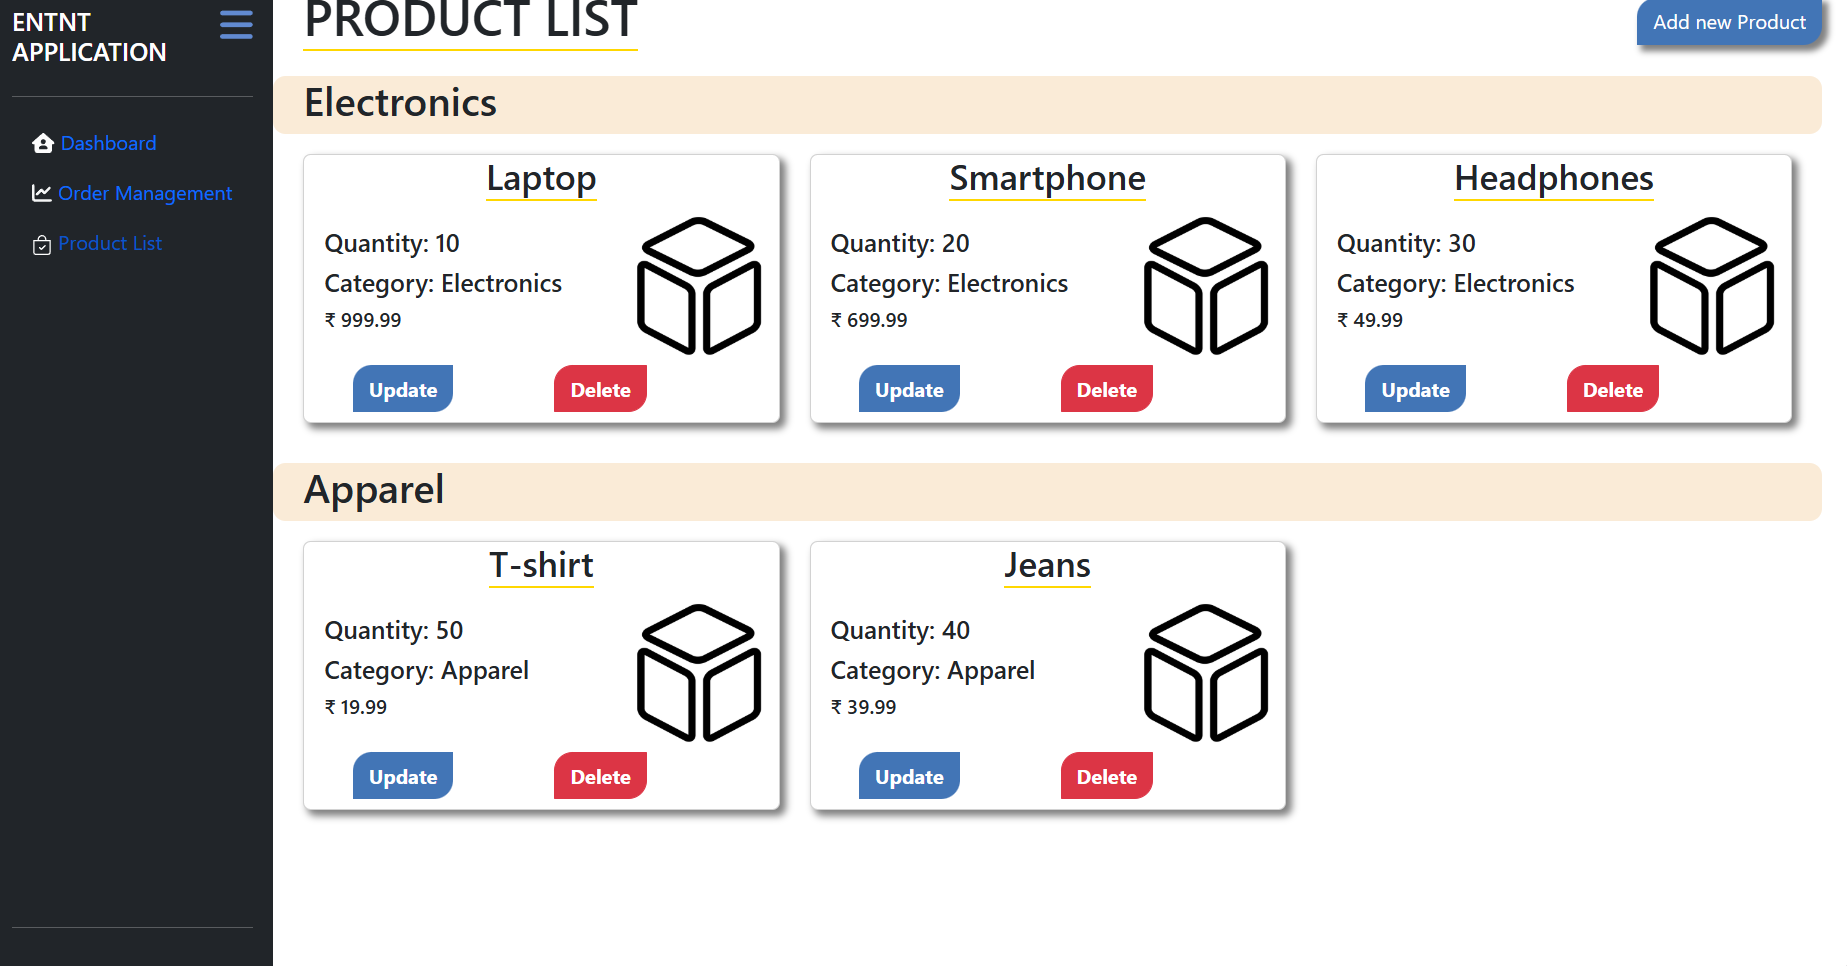 ENTNT
APPLICATION
Dashboard
Order Management
Product List
PRODUCT LIST
Add new Product
Electronics
Laptop
Quantity: 10
Category: Electronics
₹ 999.99
Update
Delete
Smartphone
Quantity: 20
Category: Electronics
₹ 699.99
Update
Delete
Headphones
Quantity: 30
Category: Electronics
₹ 49.99
Update
Delete
Apparel
T-shirt
Quantity: 50
Category: Apparel
₹ 19.99
Update
Delete
Jeans
Quantity: 40
Category: Apparel
₹ 39.99
Update
Delete